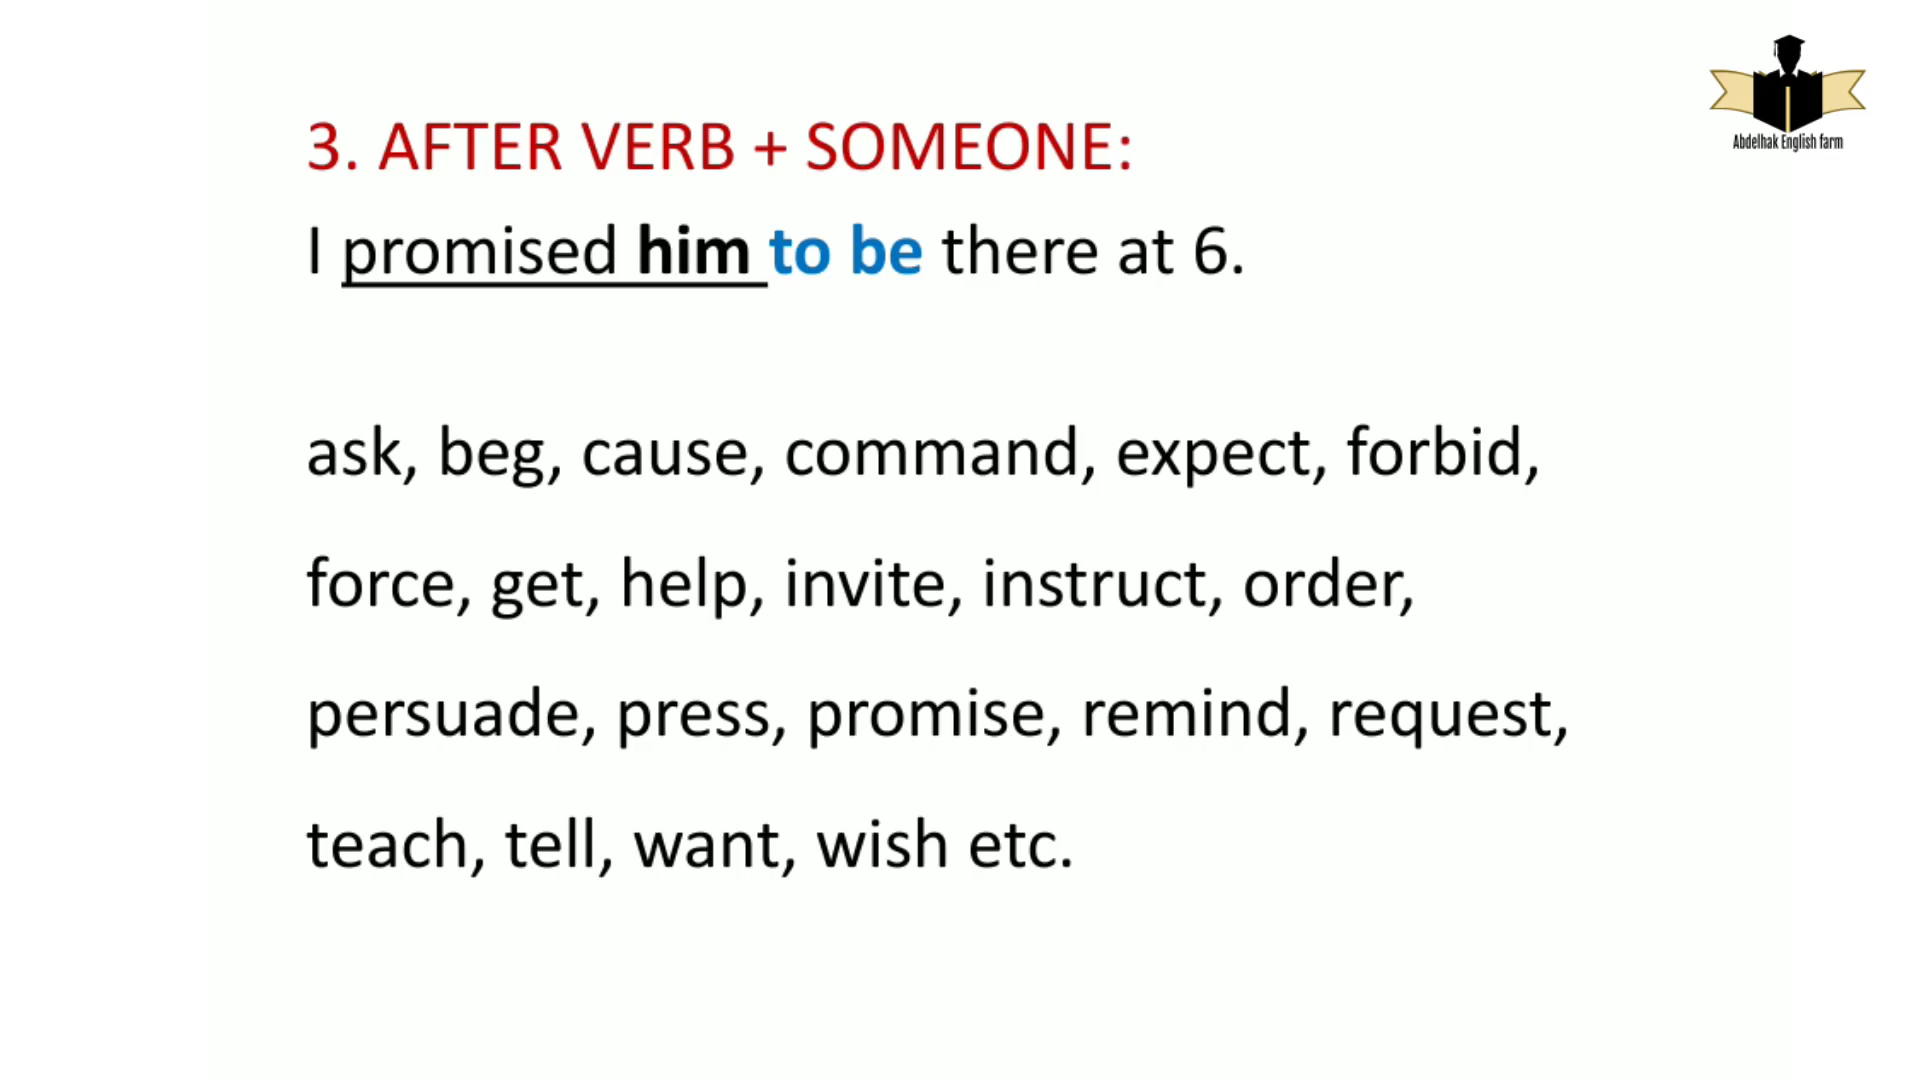 Abdelhak English farm
3. AFTER VERB + SOMEONE:
I promised him to be there at 6.
ask, beg, cause, command, expect, forbid,
force, get, help, invite, instruct, order,
persuade, press, promise, remind, request,
teach, tell, want, wish etc.